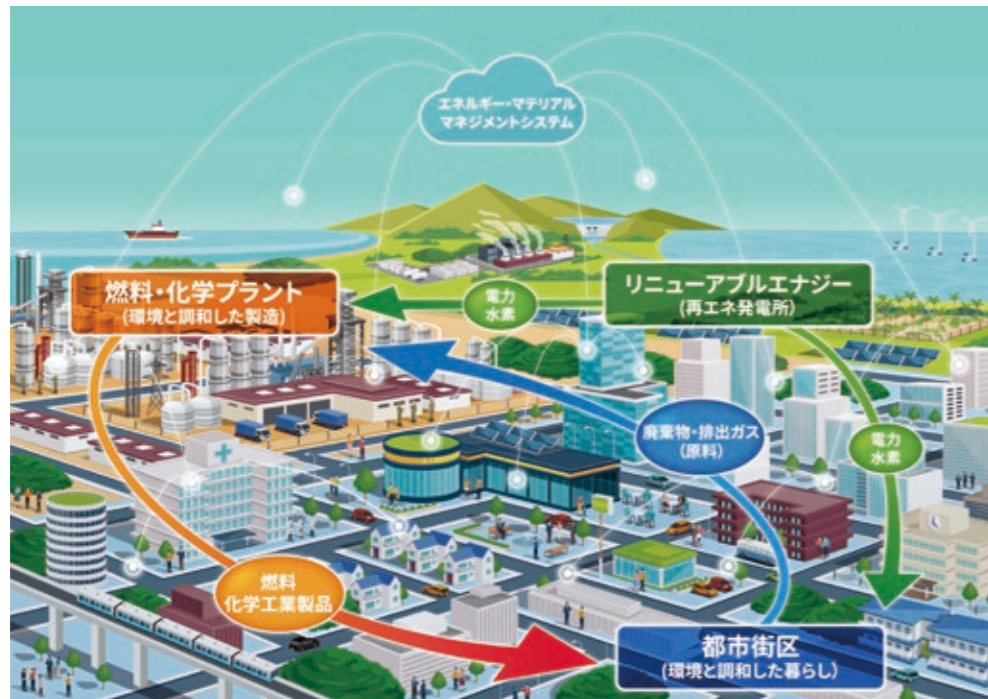 エネルギー・マテリアル
マネジメントシステム
燃料・化学プラント
(環境と調和した製造)
電力
水素
リニューアブルエナジー
(再エネ発電所)
廃棄物・排出ガス
(原料)
電力
水素
燃料
化学工業製品
都市街区
(環境と調和した暮らし)